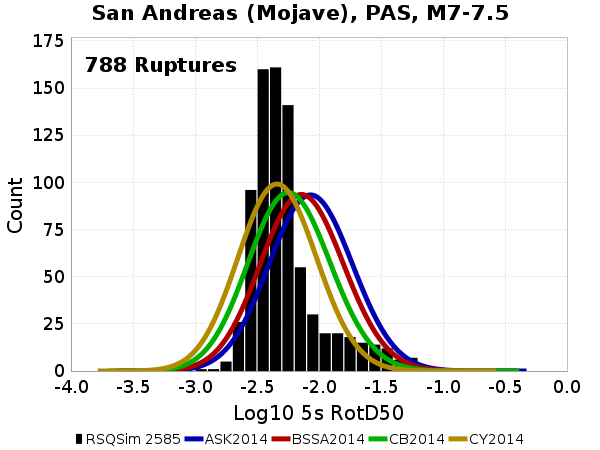 San Andreas (Mojave), PAS, M7-7.5
788 Ruptures
Count
175
150
125
100
75
50
25
0
-4.0 -3.5 -3.0 -2.5 -2.0 -1.5 -1.0 -0.5 0.0
Log10 5s RotD50
RSQSim 2585 ASK2014 BSSA2014 CB2014 CY2014